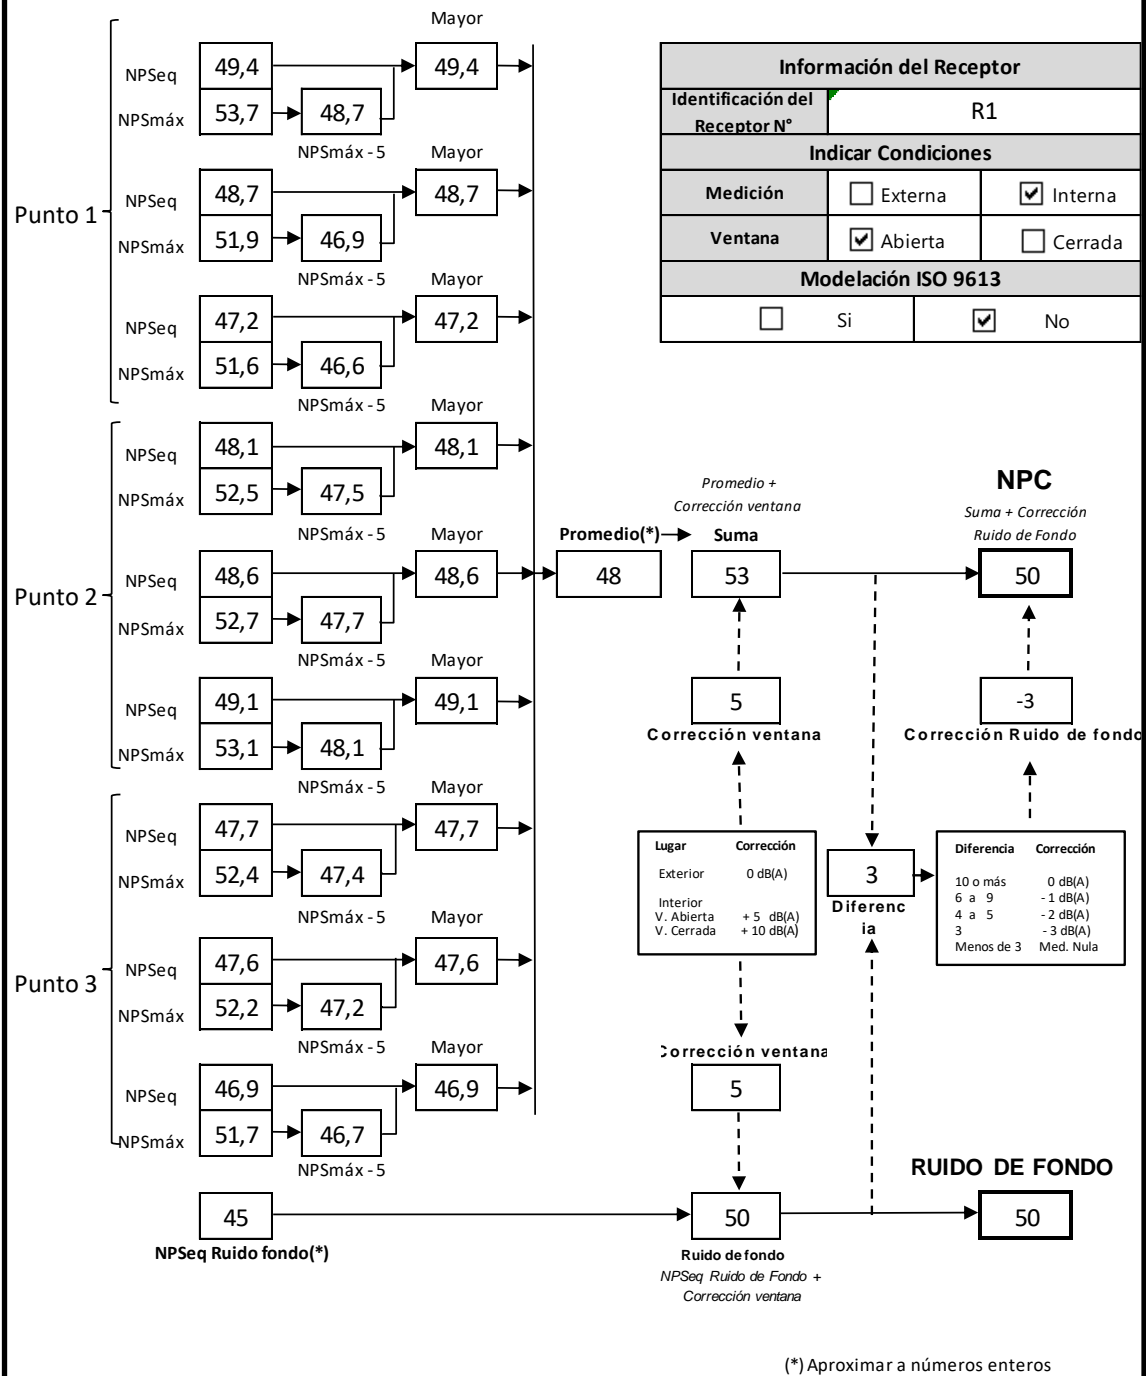 Mayor
NPSeq 49,4 49,4
NPSmáx 53,7 48,7
NPSmáx - 5 Mayor
Punto 1
NPSeq 48,7 48,7
NPSmáx 51,9 46,9
NPSmáx - 5 Mayor
NPSeq 47,2 47,2
NPSmáx 51,6 46,6
NPSmáx - 5 Mayor
NPSeq 48,1 48,1
NPSmáx 52,5 47,5
NPSmáx - 5 Mayor
Punto 2
NPSeq 48,6 48,6
NPSmáx 52,7 47,7
NPSmáx - 5 Mayor
NPSeq 49,1 49,1
NPSmáx 53,1 48,1
NPSmáx - 5 Mayor
NPSeq 47,7 47,7
NPSmáx 52,4 47,4
NPSmáx - 5 Mayor
Punto 3
NPSeq 47,6 47,6
NPSmáx 52,2 47,2
NPSmáx - 5 Mayor
NPSeq 46,9 46,9
NPSmáx 51,7 46,7
NPSmáx - 5
45
NPSeq Ruido fondo(*)
Información del Receptor
Identificación del
Receptor N°
R1
Indicar Condiciones
Medición Externa Interna
Ventana Abierta Cerrada
Modelación ISO 9613
Si No
Promedio(*)
48
Promedio +
Corrección ventana
Suma
53
NPC
Suma + Corrección
Ruido de Fondo
50
5
Corrección ventana
-3
Corrección Ruido de fondo
Lugar Corrección
Exterior 0 dB(A)
Interior
V. Abierta + 5 dB(A)
V. Cerrada + 10 dB(A)
3
Diferenc
ia
Diferencia Corrección
10 o más 0 dB(A)
6 a 9 - 1 dB(A)
4 a 5 - 2 dB(A)
3 - 3 dB(A)
Menos de 3 Med. Nula
Corrección ventana
5
50
Ruido de fondo
NPSeq Ruido de Fondo +
Corrección ventana
RUIDO DE FONDO
50
(*) Aproximar a números enteros